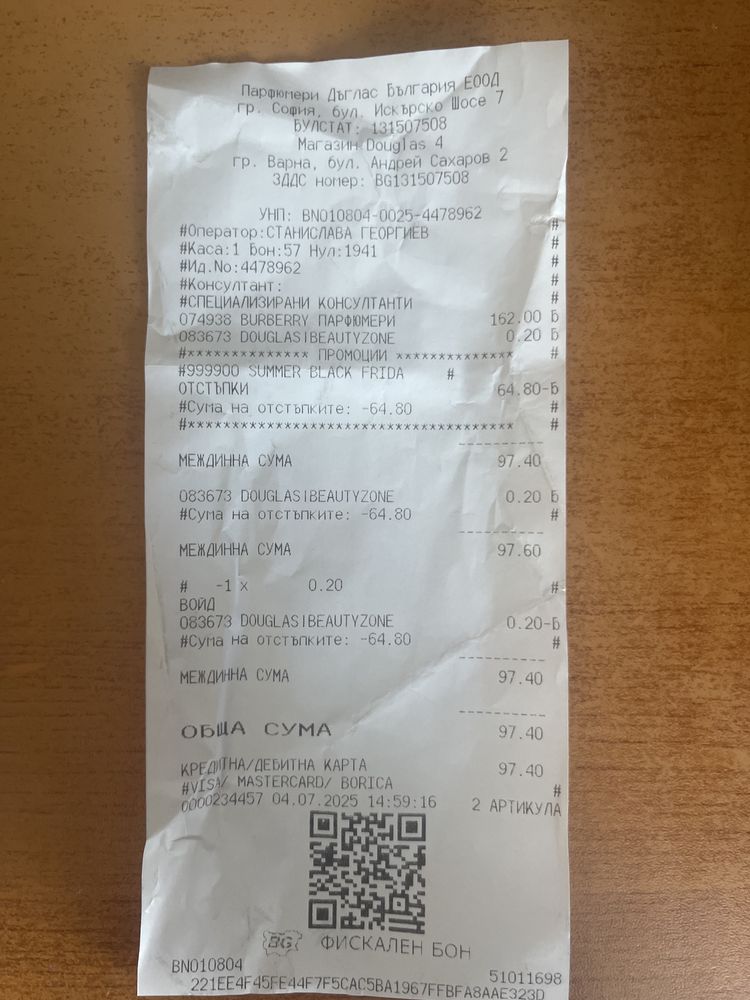 Парфюмери Дъглас България ЕООД
гр. София, бул. Искърско Шосе 7
БУЛСТАТ: 131507508
Магазин Douglas 4
гр. Варна, бул. Андрей Сахаров 2
ЗДДС номер: BG131507508
УНП: BN010804-0025-4478962
#Оператор:СТАНИСЛАВА ГЕОРГИЕВ #
#Каса:1 Бон:57 Нул:1941 #
#Ид.No:4478962 #
#Консултант: #
#СПЕЦИАЛИЗИРАНИ КОНСУЛТАНТИ #
074938 BURBERRY ПАРФЮМЕРИ 162.00 Б
083673 DOUGLAS|BEAUTYZONE 0.20 Б
#************** ПРОМОЦИИ ************** #
#999900 SUMMER BLACK FRIDA #
ОТСТЪПКИ 64.80-Б
#Сума на отстъпките: -64.80 #
#************************************** #
МЕЖДИННА СУМА 97.40
083673 DOUGLAS|BEAUTYZONE 0.20 Б
#Сума на отстъпките: -64.80 #
МЕЖДИННА СУМА 97.60
# -1 x 0.20 #
ВОЙД
083673 DOUGLAS|BEAUTYZONE 0.20-Б
#Сума на отстъпките: -64.80 #
МЕЖДИННА СУМА 97.40
ОБЩА СУМА 97.40
КРЕДИТНА/ДЕБИТНА КАРТА 97.40
#VISA/ MASTERCARD/ BORICA #
0000234457 04.07.2025 14:59:16 2 АРТИКУЛА
BG ФИСКАЛЕН БОН
BN010804 51011698
221EE4F45FE44F7F5CAC5BA1967FFBFA8AAE323D